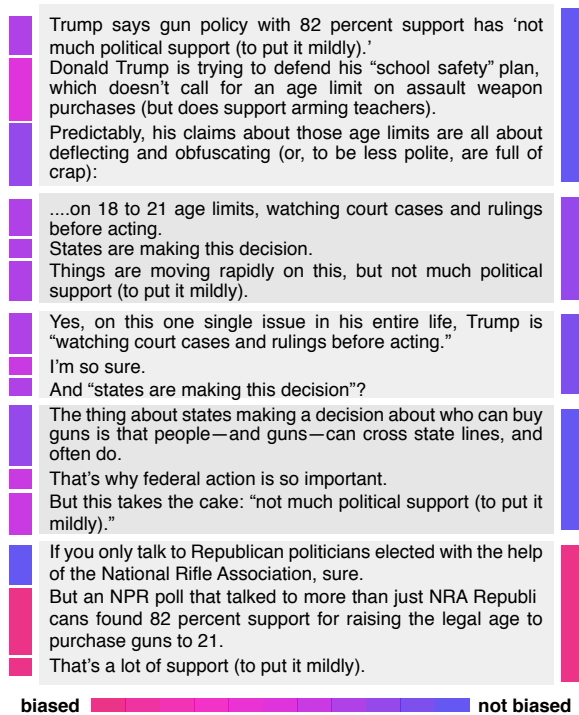 Trump says gun policy with 82 percent support has ‘not
much political support (to put it mildly).’
Donald Trump is trying to defend his “school safety” plan,
which doesn’t call for an age limit on assault weapon
purchases (but does support arming teachers).
Predictably, his claims about those age limits are all about
deflecting and obfuscating (or, to be less polite, are full of
crap):
....on 18 to 21 age limits, watching court cases and rulings
before acting.
States are making this decision.
Things are moving rapidly on this, but not much political
support (to put it mildly).
Yes, on this one single issue in his entire life, Trump is
“watching court cases and rulings before acting.”
I’m so sure.
And “states are making this decision”?
The thing about states making a decision about who can buy
guns is that people—and guns—can cross state lines, and
often do.
That’s why federal action is so important.
But this takes the cake: “not much political support (to put it
mildly).”
If you only talk to Republican politicians elected with the help
of the National Rifle Association, sure.
But an NPR poll that talked to more than just NRA Republi
cans found 82 percent support for raising the legal age to
purchase guns to 21.
That’s a lot of support (to put it mildly).
biased not biased